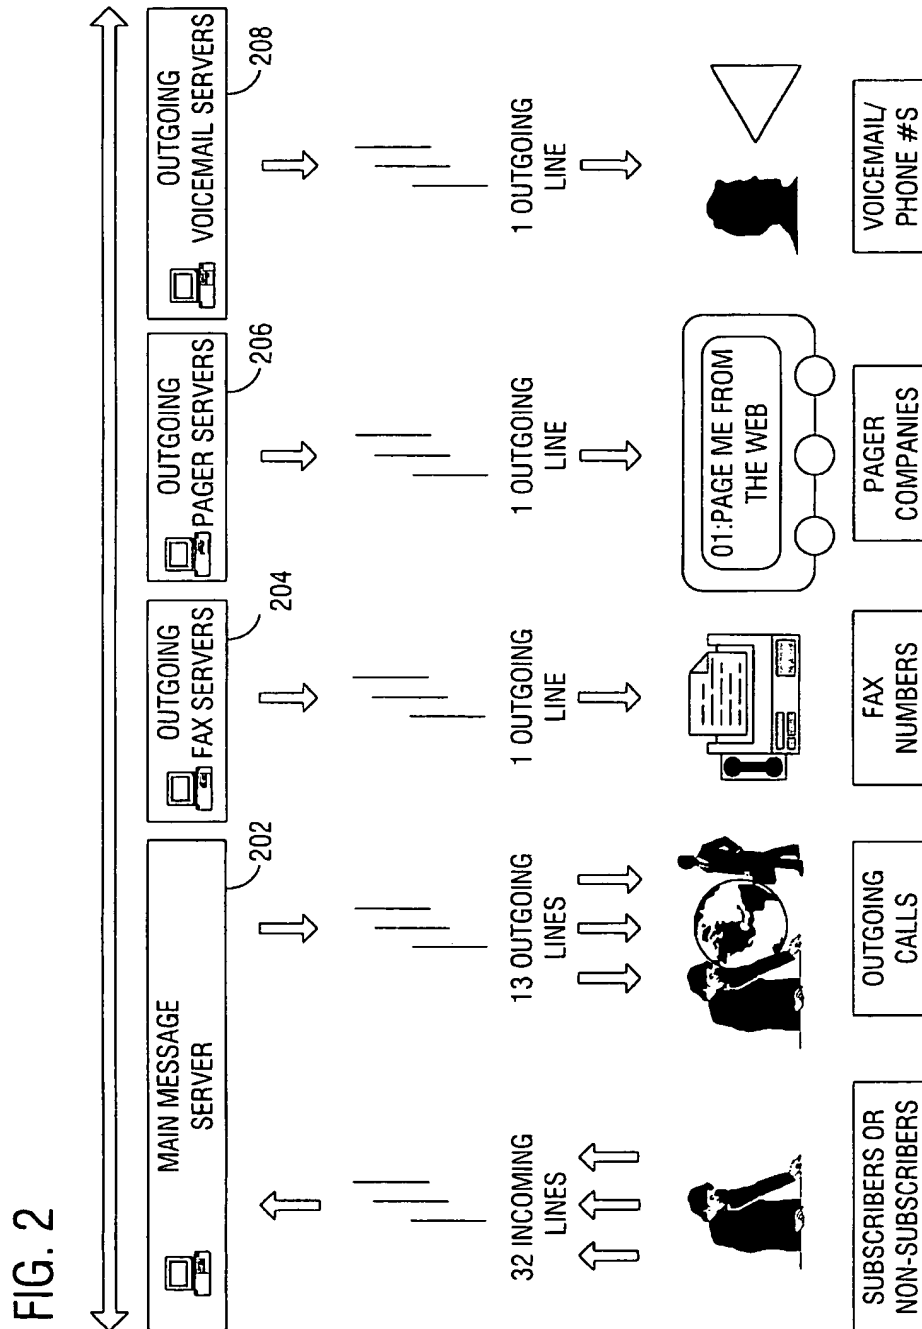 FIG. 2
MAIN MESSAGE
SERVER
202
OUTGOING
FAX SERVERS
204
OUTGOING
PAGER SERVERS
206
OUTGOING
VOICEMAIL SERVERS
208
32 INCOMING
LINES
13 OUTGOING
LINES
1 OUTGOING
LINE
1 OUTGOING
LINE
1 OUTGOING
LINE
01:PAGE ME FROM
THE WEB
SUBSCRIBERS OR
NON-SUBSCRIBERS
OUTGOING
CALLS
FAX
NUMBERS
PAGER
COMPANIES
VOICEMAIL/
PHONE #S